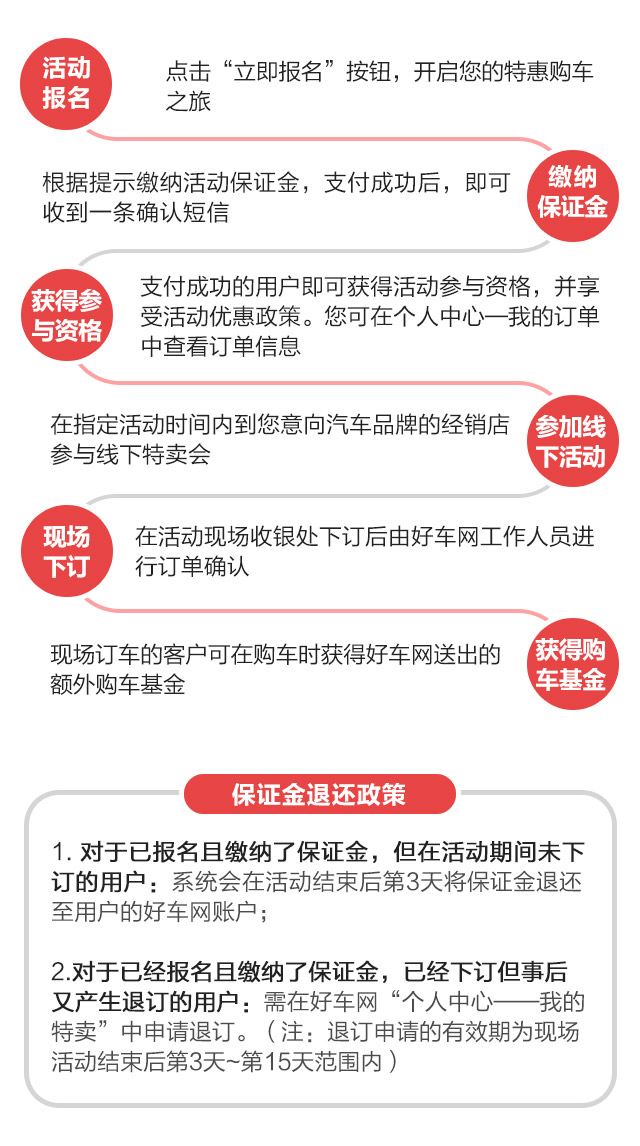 活动
报名
点击“立即报名”按钮，开启您的特惠购车
之旅
根据提示缴纳活动保证金，支付成功后，即可
收到一条确认短信
缴纳
保证金
获得参
与资格
支付成功的用户即可获得活动参与资格，并享
受活动优惠政策。您可在个人中心—我的订单
中查看订单信息
在指定活动时间内到您意向汽车品牌的经销店
参与线下特卖会
参加线
下活动
现场
下订
在活动现场收银处下订后由好车网工作人员进
行订单确认
现场订车的客户可在购车时获得好车网送出的
额外购车基金
获得购
车基金
保证金退还政策
1. 对于已报名且缴纳了保证金，但在活动期间未下
订的用户：系统会在活动结束后第3天将保证金退还
至用户的好车网账户；
2.对于已经报名且缴纳了保证金，已经下订但事后
又产生退订的用户：需在好车网“个人中心——我的
特卖”中申请退订。（注：退订申请的有效期为现场
活动结束后第3天~第15天范围内）